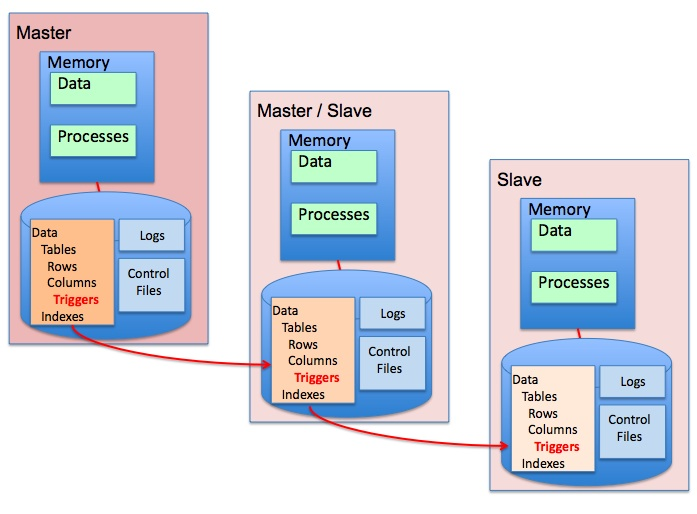 Master
Memory
Data
Processes
Data
Tables
Rows
Columns
Triggers
Indexes
Logs
Control
Files
Master / Slave
Memory
Data
Processes
Data
Tables
Rows
Columns
Triggers
Indexes
Logs
Control
Files
Slave
Memory
Data
Processes
Data
Tables
Rows
Columns
Triggers
Indexes
Logs
Control
Files